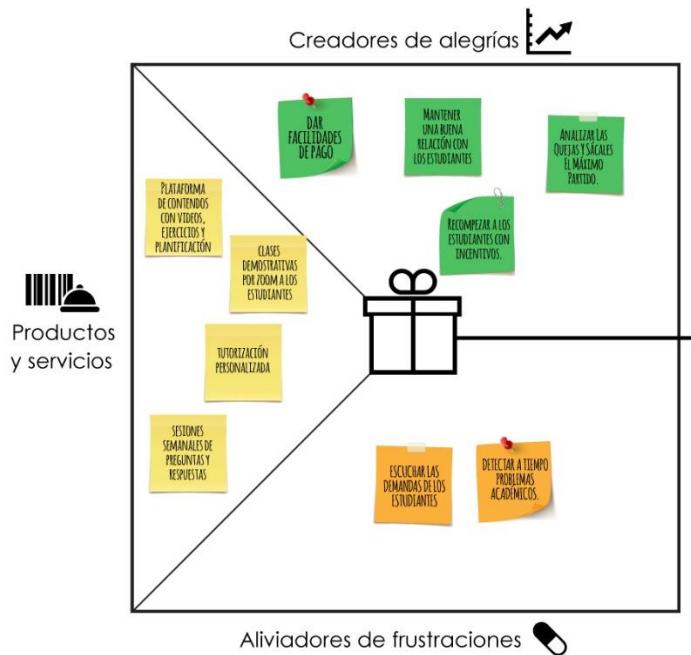 Creadores de alegrías
DAR
FACILIDADES
DE PAGO
MANTENER
UNA BUENA
RELACIÓN CON
LOS ESTUDIANTES
ANALIZAR LAS
QUEJAS Y SÁCALES
EL MÁXIMO
PARTIDO.
RECOMPEZAR A LOS
ESTUDIANTES CON
INCENTIVOS.
PLATAFORMA
DE CONTENDOS
CON VIDEOS,
EJERCICIOS Y
PLANIFICACIÓN
CLASES
DEMOSTRATIVAS
POR ZOOM A LOS
ESTUDIANTES
Productos
y servicios
TUTORIZACIÓN
PERSONALIZADA
SESIONES
SEMANALES DE
PREGUNTAS Y
RESPUESTAS
ESCUCHAR LAS
DEMANDAS DE LOS
ESTUDIANTES
DETECTAR A TIEMPO
PROBLEMAS
ACADÉMICOS.
Aliviadores de frustraciones